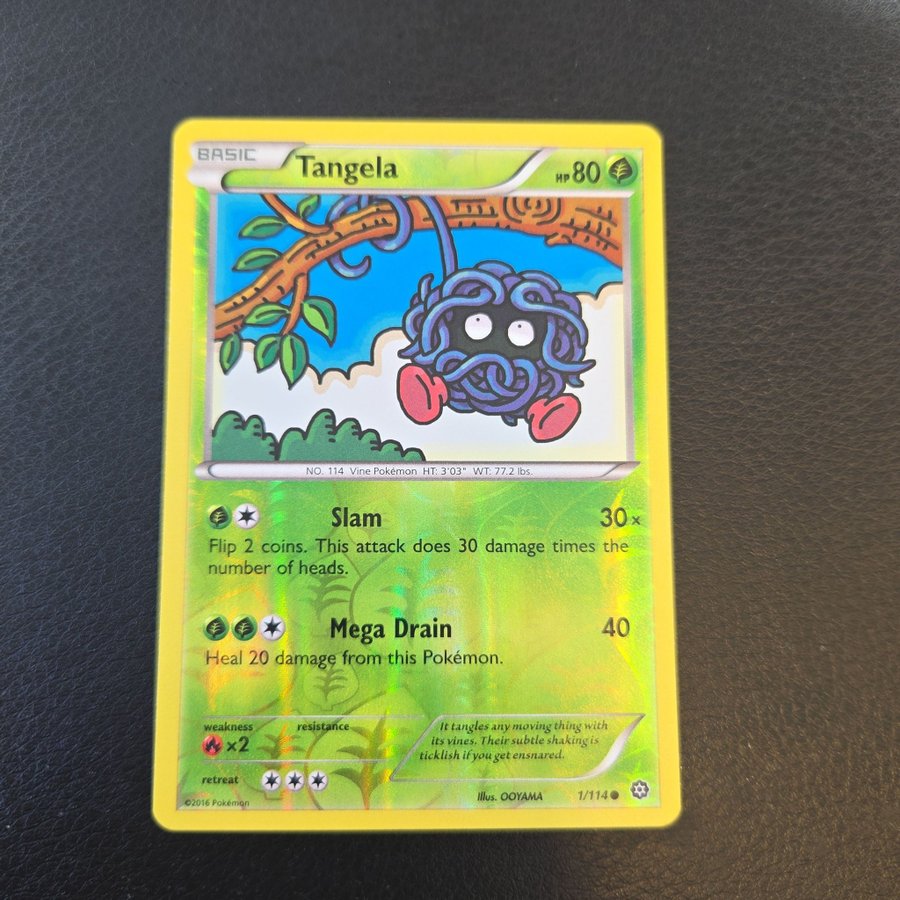 BASIC
Tangela
HP 80
NO. 114 Vine Pokémon HT: 3'03" WT: 77.2 lbs.
Slam 30×
Flip 2 coins. This attack does 30 damage times the
number of heads.
Mega Drain 40
Heal 20 damage from this Pokémon.
weakness resistance
×2
It tangles any moving thing with
its vines. Their subtle shaking is
ticklish if you get ensnared.
retreat
©2016 Pokémon
Illus. OOYAMA 1/114